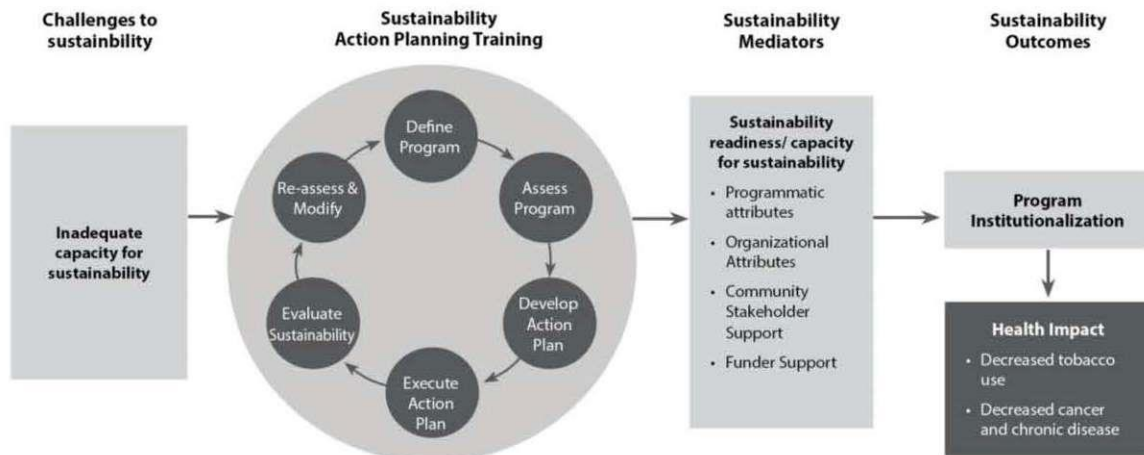 Challenges to
sustainbility
Sustainability
Action Planning Training
Sustainability
Mediators
Sustainability
Outcomes
Inadequate
capacity for
sustainability
Define
Program
Assess
Program
Develop
Action
Plan
Execute
Action
Plan
Evaluate
Sustainability
Re-assess &
Modify
Sustainability
readiness/ capacity
for sustainability
• Programmatic
attributes
• Organizational
Attributes
• Community
Stakeholder
Support
• Funder Support
Program
Institutionalization
Health Impact
• Decreased tobacco
use
• Decreased cancer
and chronic disease